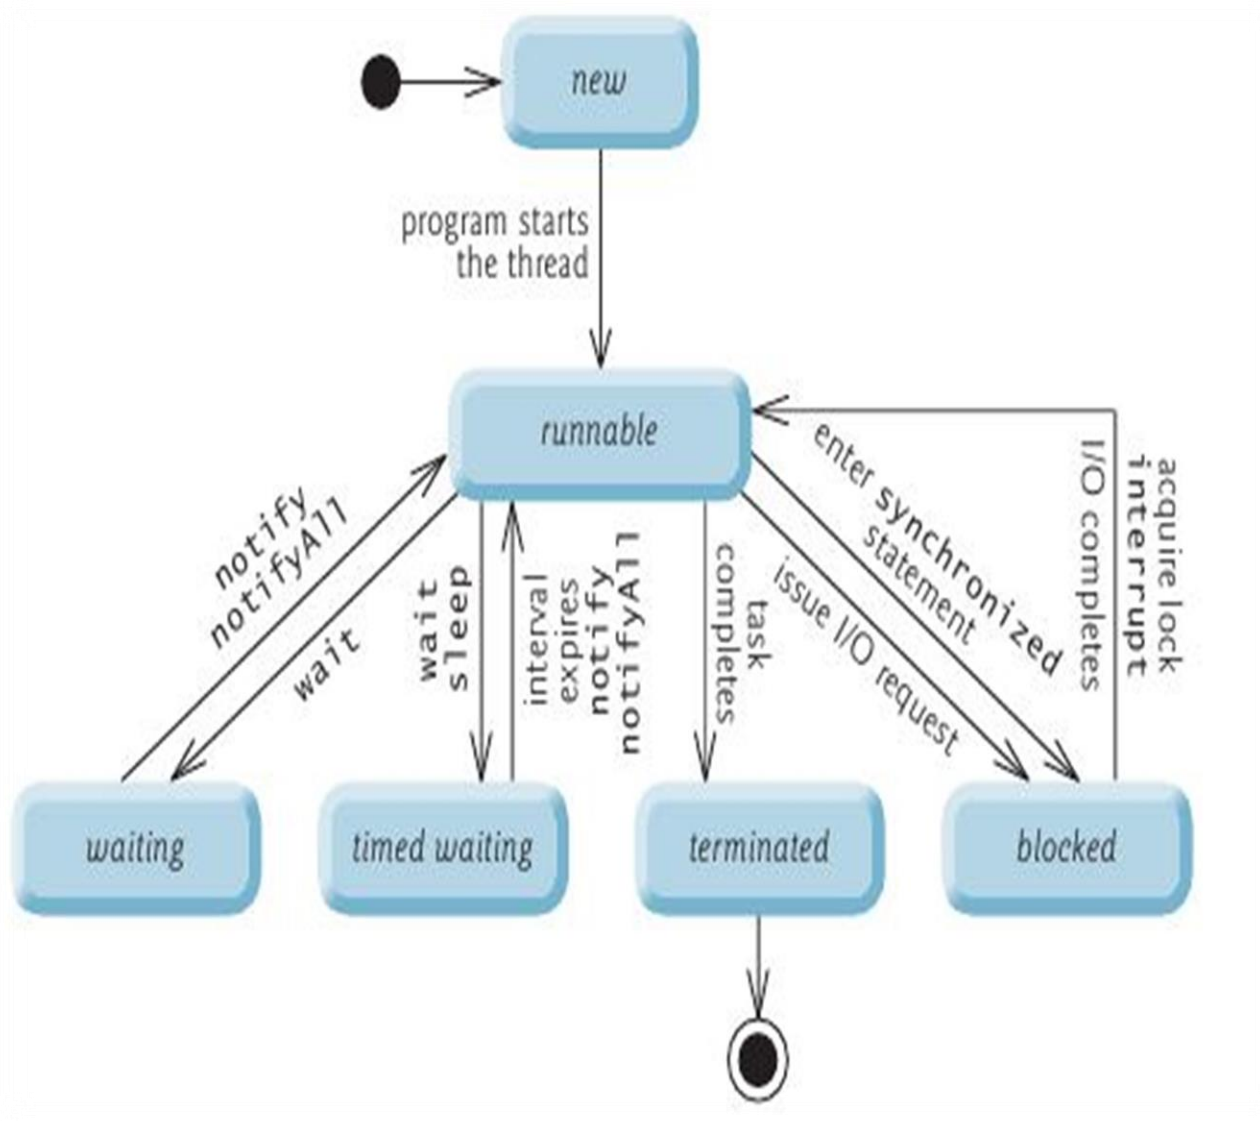 new
program starts
the thread
runnable
notify
notifyAll
wait
wait
sleep
interval
expires
notify
notifyAll
task
completes
issue I/O request
enter synchronized
statement
I/O completes
interrupt
acquire lock
waiting
timed waiting
terminated
blocked